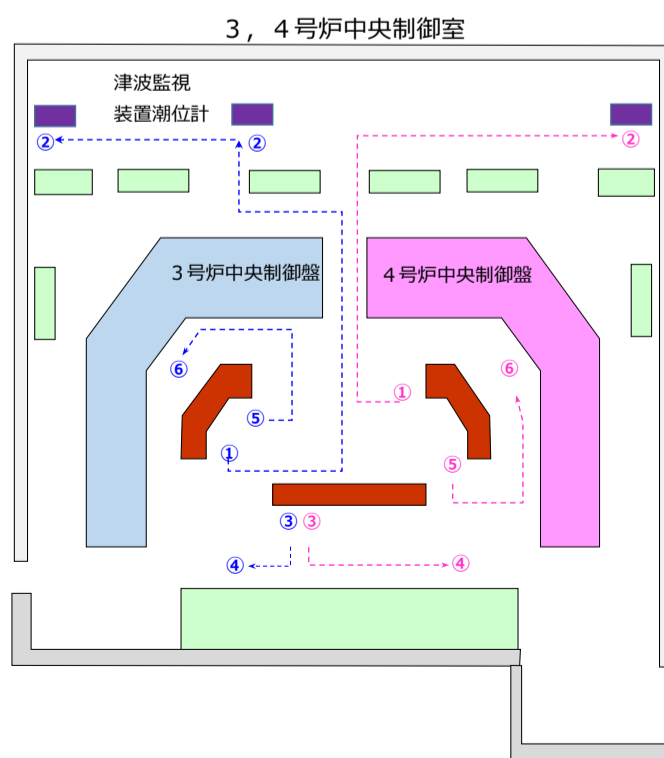 ３，４号炉中央制御室
津波監視
装置潮位計
② ② ②
３号炉中央制御盤 ４号炉中央制御盤
⑥ ⑥
①
⑤
① ⑤
③ ③
④ ④